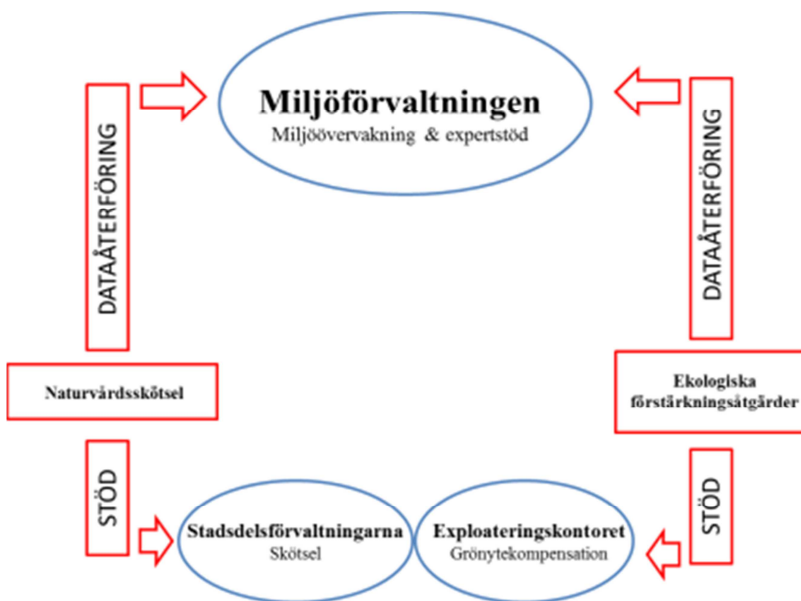 Miljöförvaltningen
Miljöövervakning & expertstöd
DATAÅTERFÖRING
DATAÅTERFÖRING
Naturvårdsskötsel
Ekologiska
förstärkningsåtgärder
STÖD
STÖD
Stadsdelsförvaltningarna
Skötsel
Exploateringskontoret
Grönytekompensation